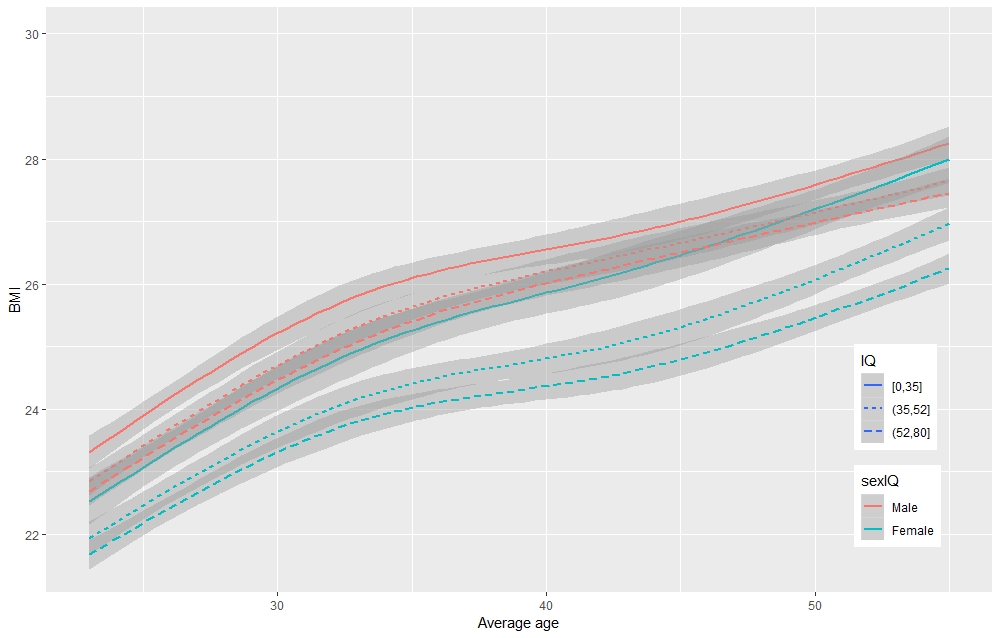 30
28
26
24
22
BMI
30
40
50
Average age
IQ
[0,35]
(35,52]
(52,80]
sexIQ
Male
Female